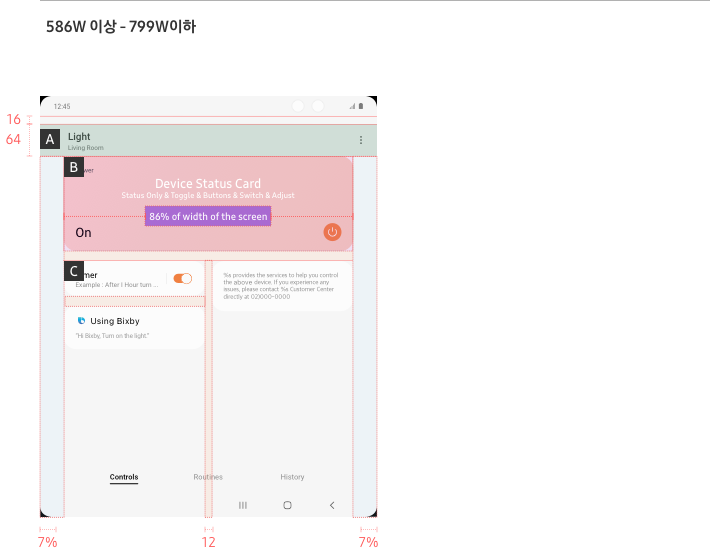 586W 이상 – 799W이하
12:45
16
64
A
Light
Living Room
B
wer
Device Status Card
Status Only & Toggle & Buttons & Switch & Adjust
86% of width of the screen
On
C
mer
Example : After I Hour turn ...
%s provides the services to help you control
the above device. If you experience any
issues, please contact %s Customer Center
directly at 02)000-0000
Using Bixby
"Hi Bixby, Turn on the light."
Controls
Routines
History
7%
12
7%